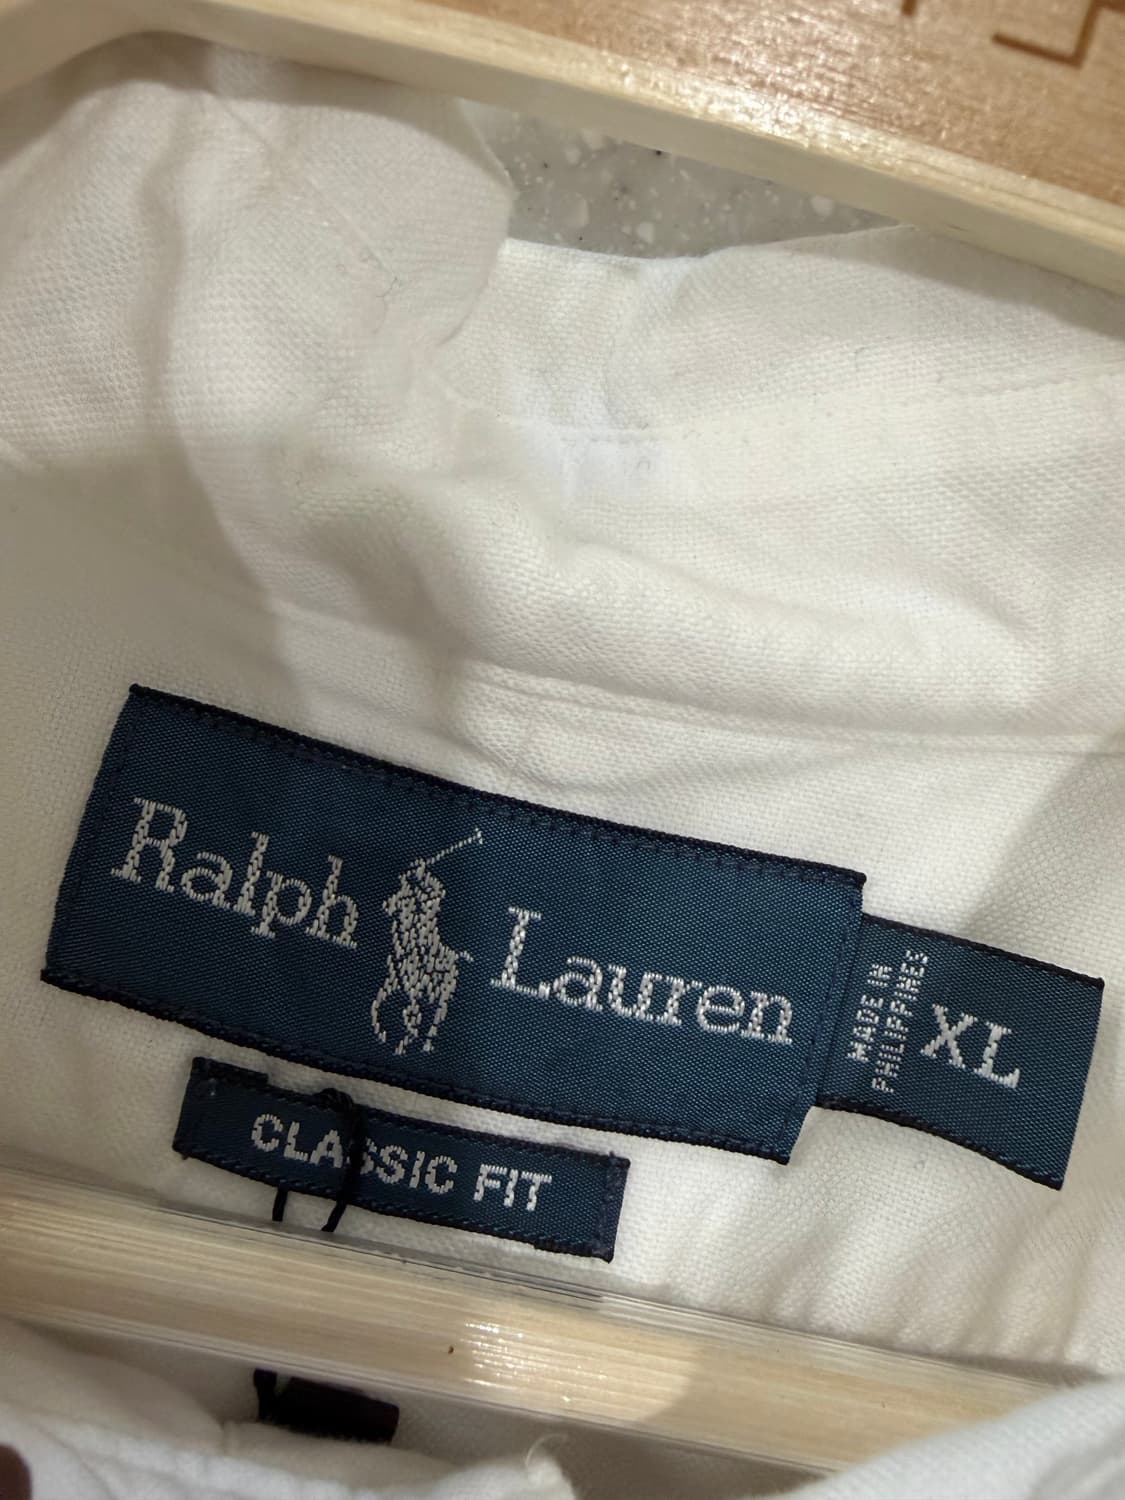 Ralph Lauren
MADE IN
PHILIPPINES
XL
CLASSIC FIT